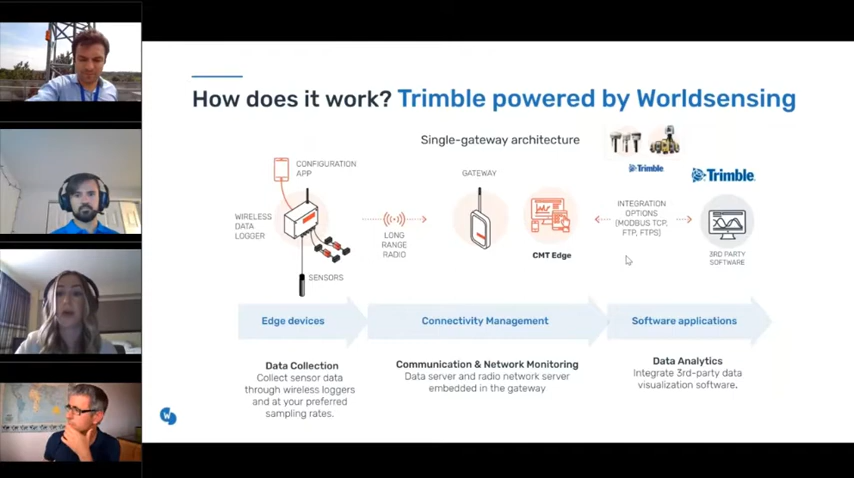 How does it work? Trimble powered by Worldsensing
Single-gateway architecture
CONFIGURATION
APP
GATEWAY
Trimble
Trimble
WIRELESS
DATA
LOGGER
LONG
RANGE
RADIO
SENSORS
CMT Edge
INTEGRATION
OPTIONS
(MODBUS TCP,
FTP, FTPS)
3RD PARTY
SOFTWARE
Edge devices
Connectivity Management
Software applications
Data Collection
Collect sensor data
through wireless loggers
and at your preferred
sampling rates.
Communication & Network Monitoring
Data server and radio network server
embedded in the gateway
Data Analytics
Integrate 3rd-party data
visualization software.
W